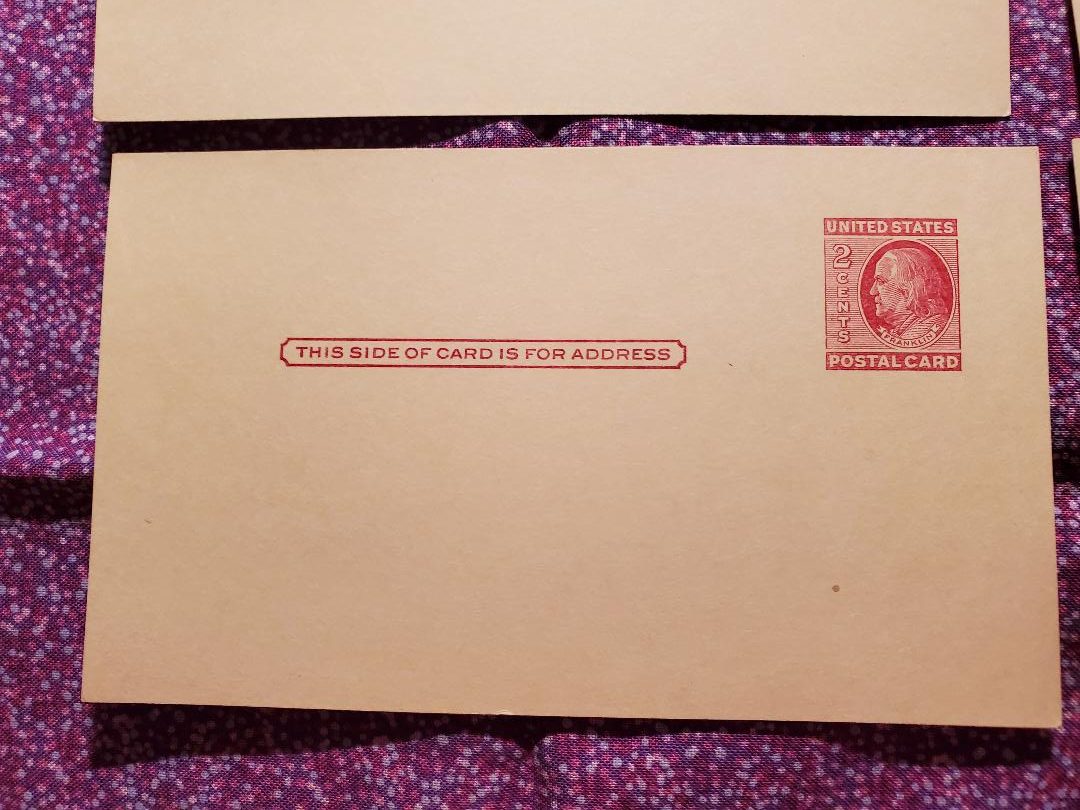 UNITED STATES
2
CENTS
FRANKLIN
POSTAL CARD
THIS SIDE OF CARD IS FOR ADDRESS